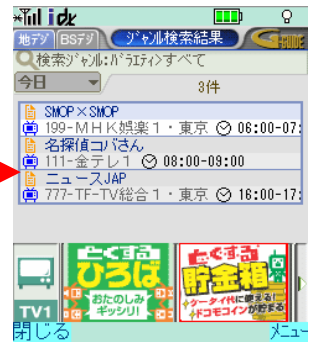 地デジ BSデジ ジャンル検索結果 G-GUIDE
検索ジャンル:バラエティ>すべて
今日 3件
SMOP×SMOP
199-MHK娯楽1・東京 06:00-07:
名探偵コバさん
111-金テレ1 08:00-09:00
ニュースJAP
777-TF-TV総合1・東京 16:00-17:
とくする
ひろば
おたのしみ
ギッシリ!
とくする
貯金箱
ケータイ代に使える!
ドコモコインが貯まる
TV1
閉じる メニュー